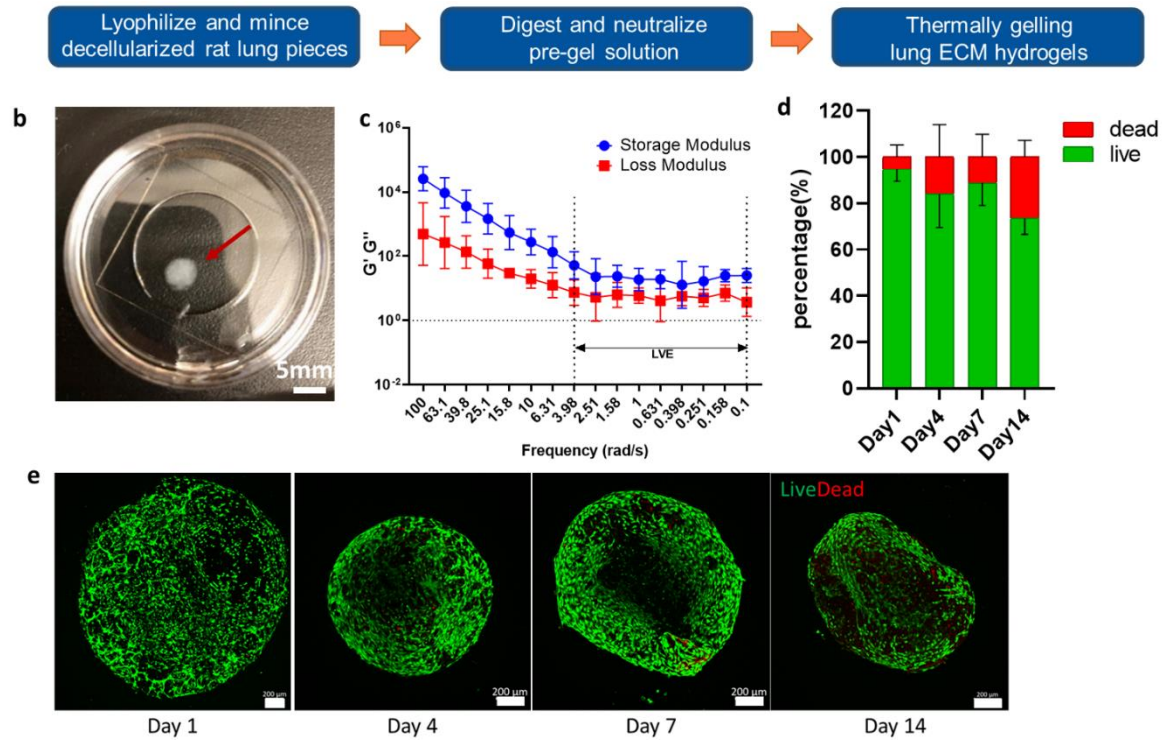 Lyophilize and mince
decellularized rat lung pieces
Digest and neutralize
pre-gel solution
Thermally gelling
lung ECM hydrogels
b
5mm
c
Storage Modulus
Loss Modulus
G' G"
10⁶
10⁴
10²
10⁰
10⁻²
LVE
100
63.1
39.8
25.1
15.8
10
6.31
3.98
2.51
1.58
1
0.631
0.398
0.251
0.158
0.1
Frequency (rad/s)
d
dead
live
percentage(%)
120
100
80
60
40
20
0
Day1
Day4
Day7
Day14
e
LiveDead
200 µm
200 µm
200 µm
200 µm
Day 1
Day 4
Day 7
Day 14